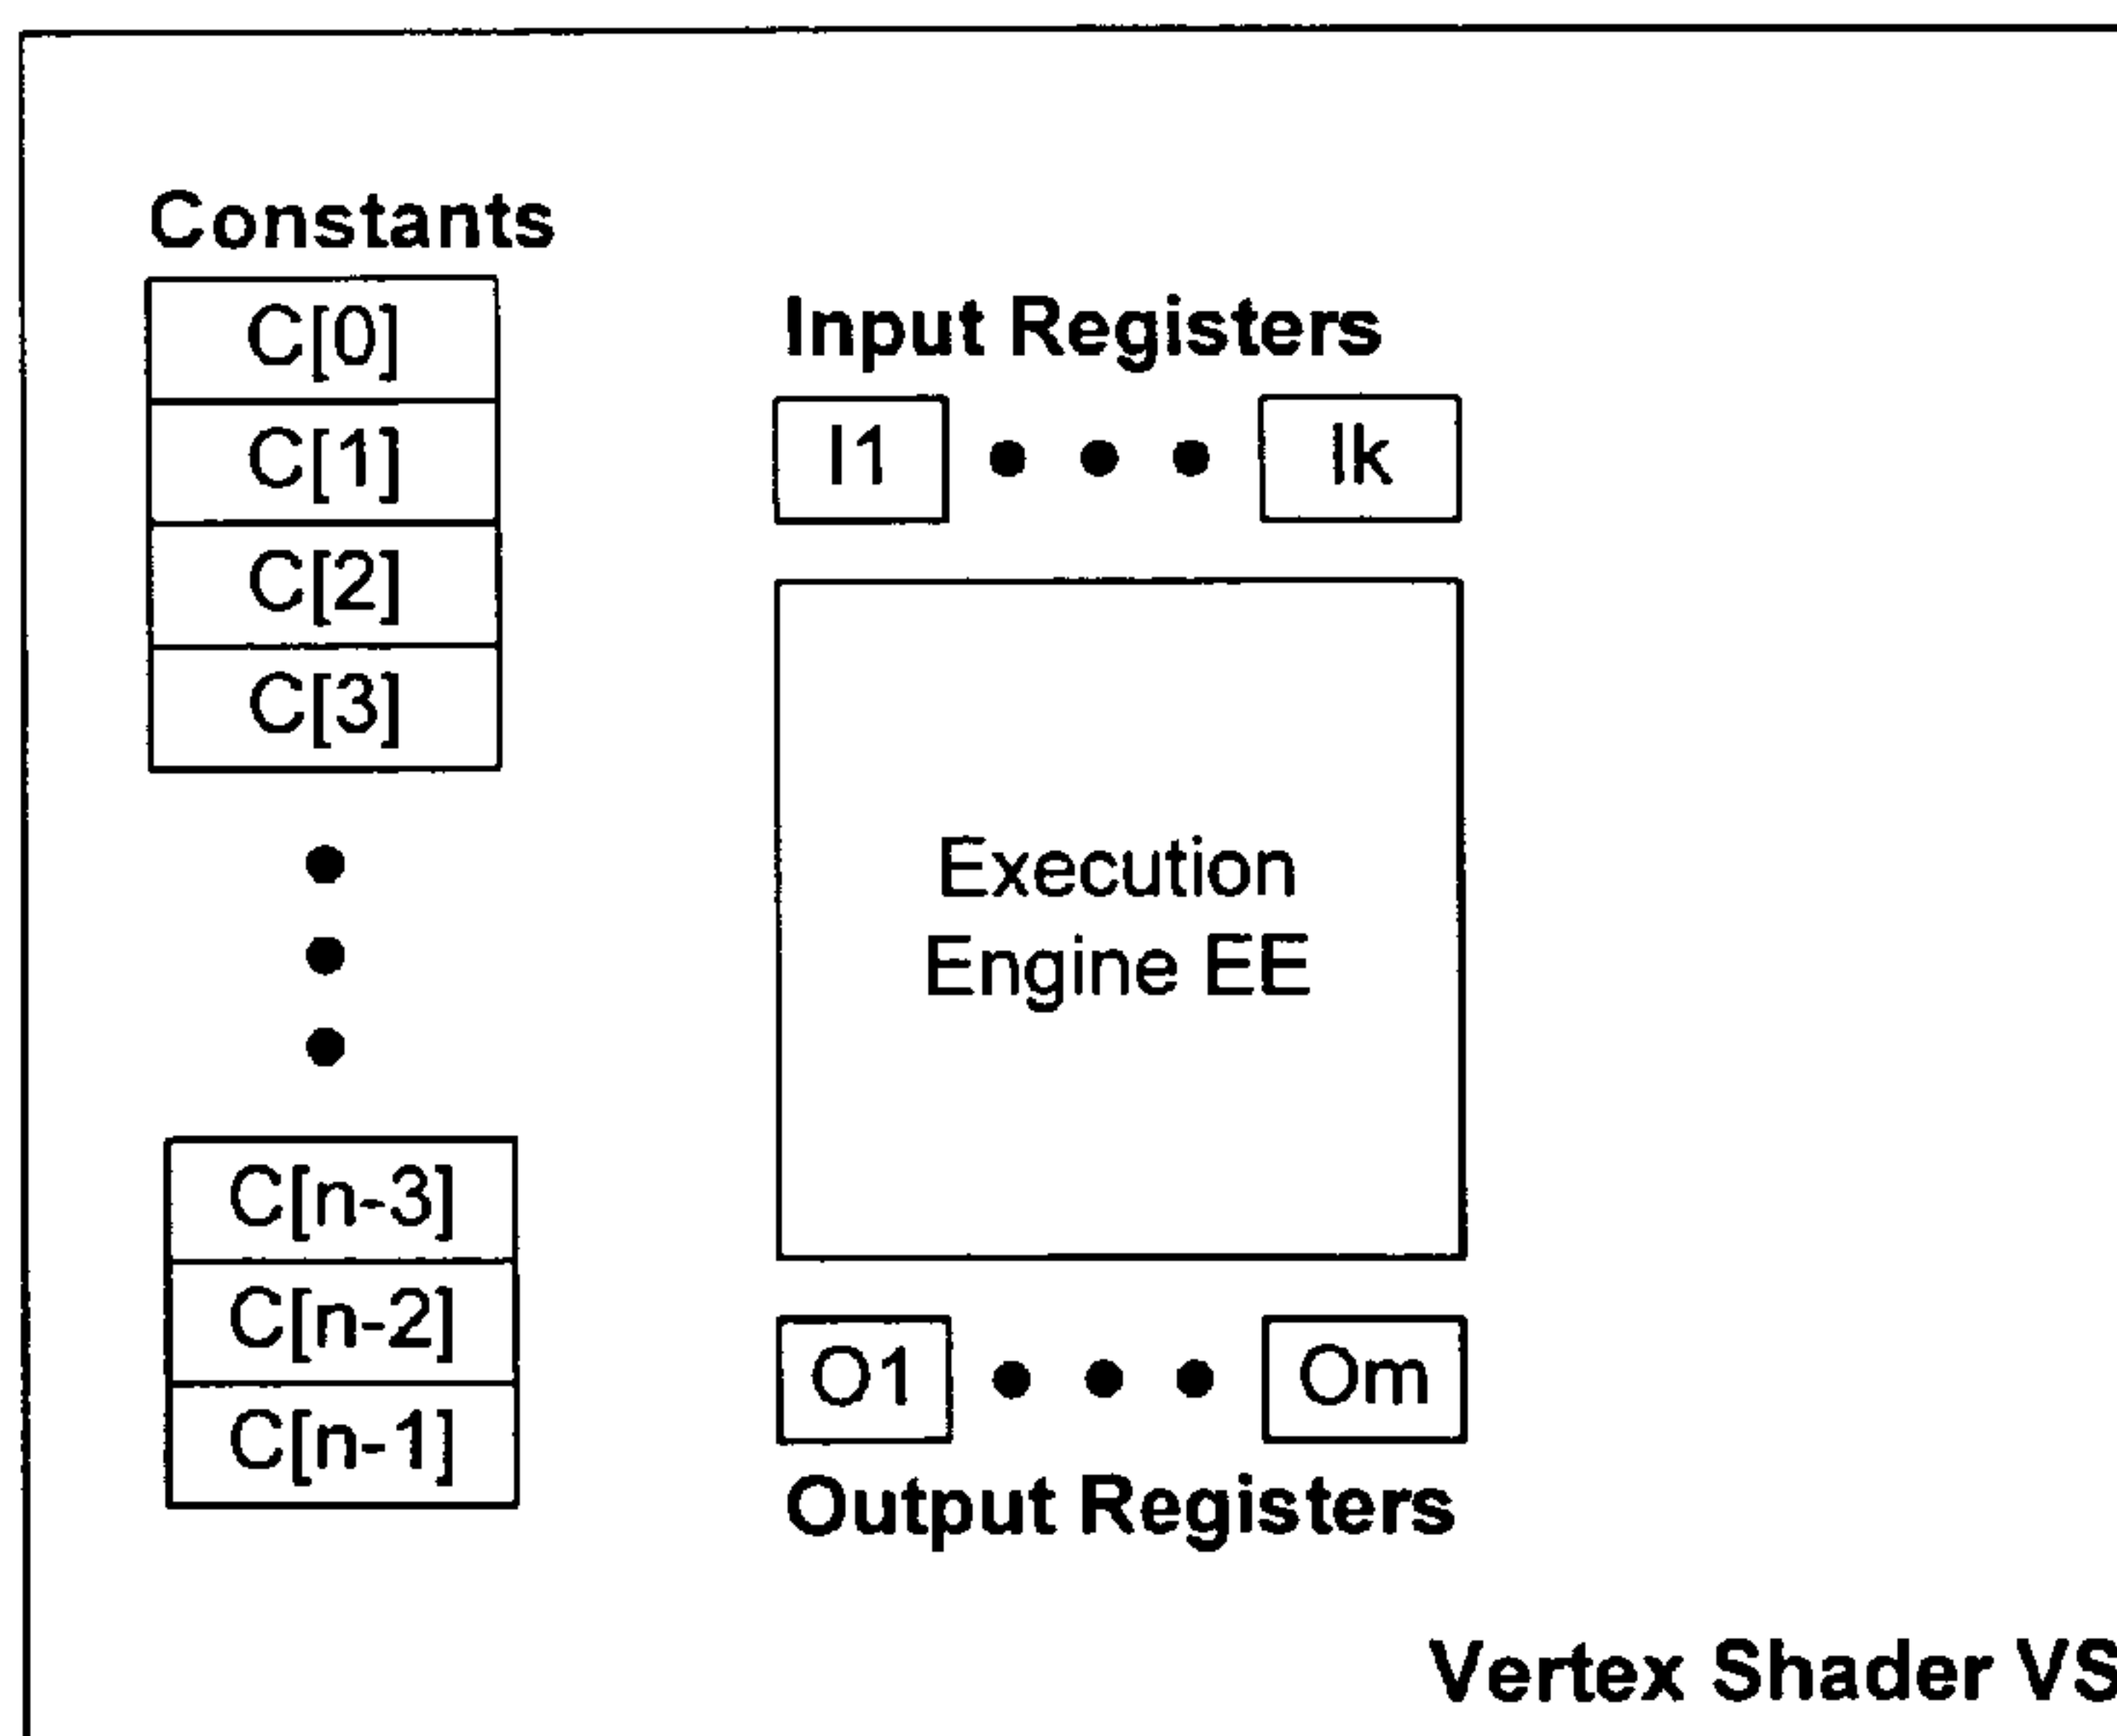 Constants
C[0]
C[1]
C[2]
C[3]
C[n-3]
C[n-2]
C[n-1]
Input Registers
I1
Ik
Execution
Engine EE
O1
Om
Output Registers
Vertex Shader VS